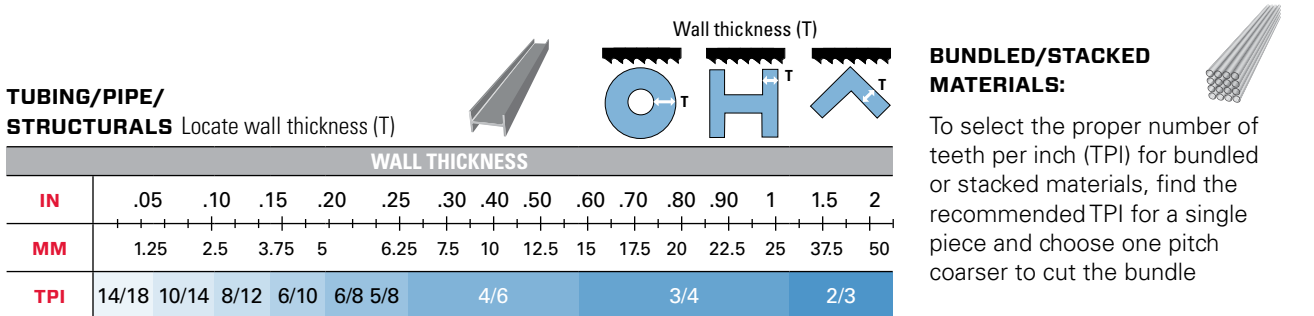 Wall thickness (T)
T
T
T
TUBING/PIPE/
STRUCTURALS Locate wall thickness (T)
WALL THICKNESS
IN .05 .10 .15 .20 .25 .30 .40 .50 .60 .70 .80 .90 1 1.5 2
MM 1.25 2.5 3.75 5 6.25 7.5 10 12.5 15 17.5 20 22.5 25 37.5 50
TPI 14/18 10/14 8/12 6/10 6/8 5/8 4/6 3/4 2/3
BUNDLED/STACKED
MATERIALS:
To select the proper number of
teeth per inch (TPI) for bundled
or stacked materials, find the
recommended TPI for a single
piece and choose one pitch
coarser to cut the bundle